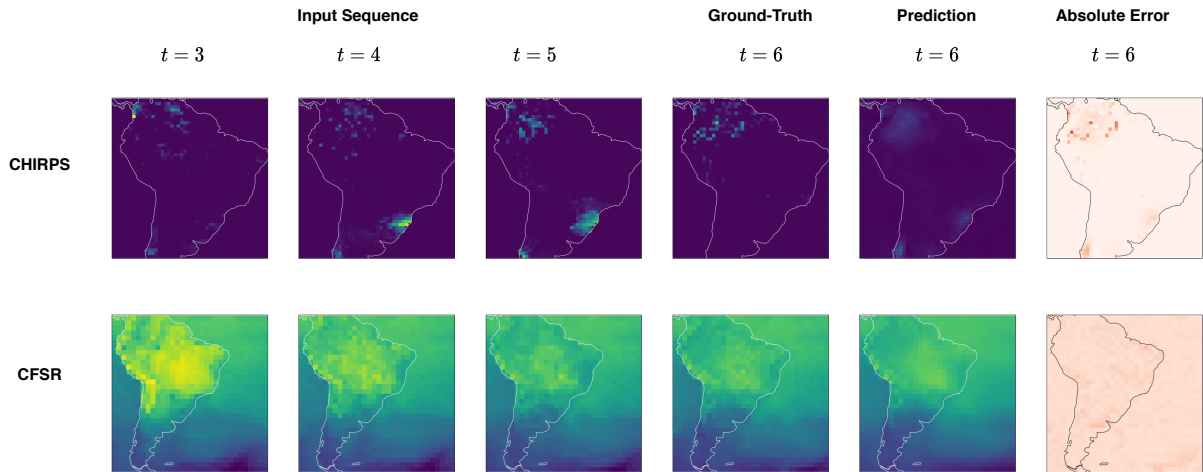 Input Sequence Ground-Truth Prediction Absolute Error
t = 3 t = 4 t = 5 t = 6 t = 6 t = 6
CHIRPS
CFSR